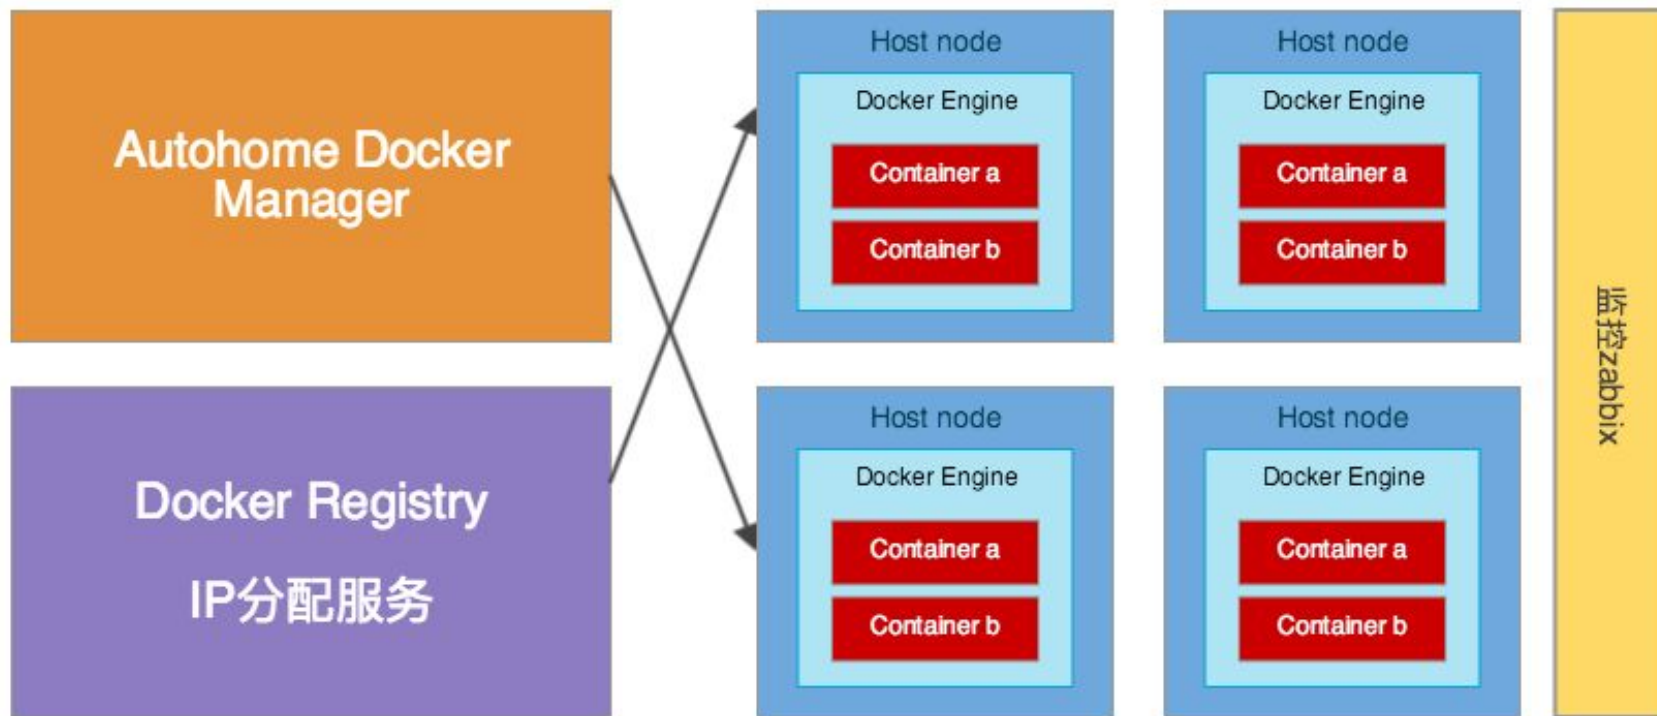 Autohome Docker
Manager
Docker Registry
IP分配服务
Host node
Docker Engine
Container a
Container b
Host node
Docker Engine
Container a
Container b
Host node
Docker Engine
Container a
Container b
Host node
Docker Engine
Container a
Container b
监控zabbix